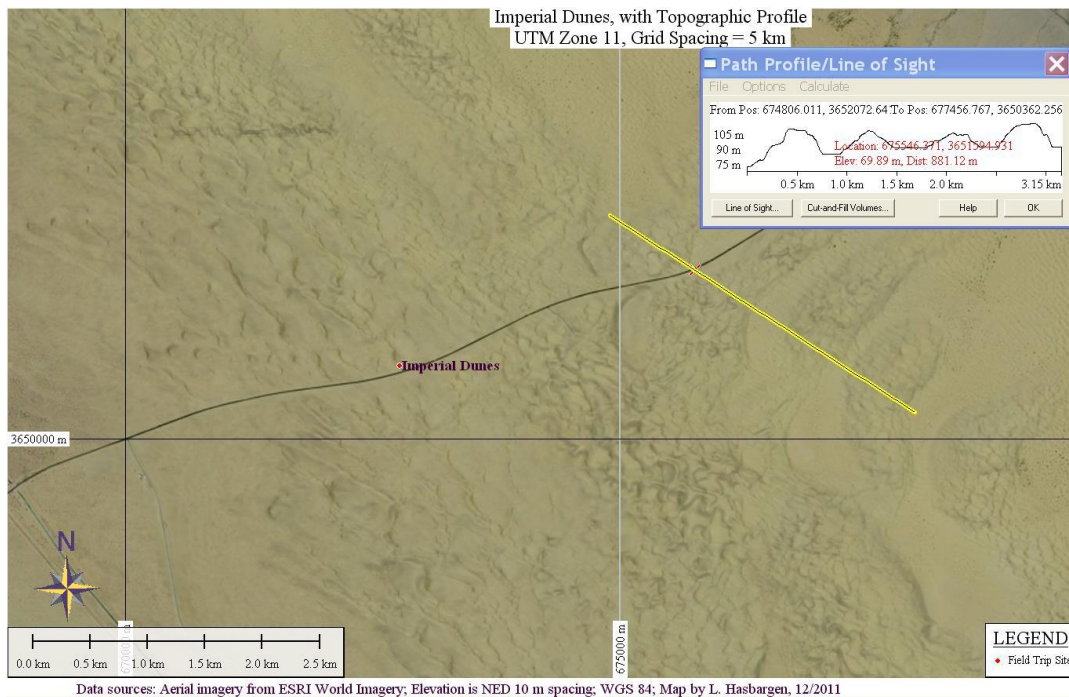 Imperial Dunes, with Topographic Profile
UTM Zone 11, Grid Spacing = 5 km
Path Profile/Line of Sight
File Options Calculate
From Pos: 674806.011, 3652072.641 To Pos: 677456.767, 3650362.256
105 m
90 m
75 m
Location: 675546.371, 3651594.931
Elev: 69.89 m, Dist: 881.12 m
0.5 km 1.0 km 1.5 km 2.0 km 3.15 km
Line of Sight... Cut-and-Fill Volumes... Help OK
Imperial Dunes
3650000 m
N
670000 m
675000 m
0.0 km 1.0 km 1.5 km 2.0 km 2.5 km
LEGEND
Field Trip Site
Data sources: Aerial imagery from ESRI World Imagery; Elevation is NED 10 m spacing; WGS 84; Map by L. Hasbargen, 12/2011